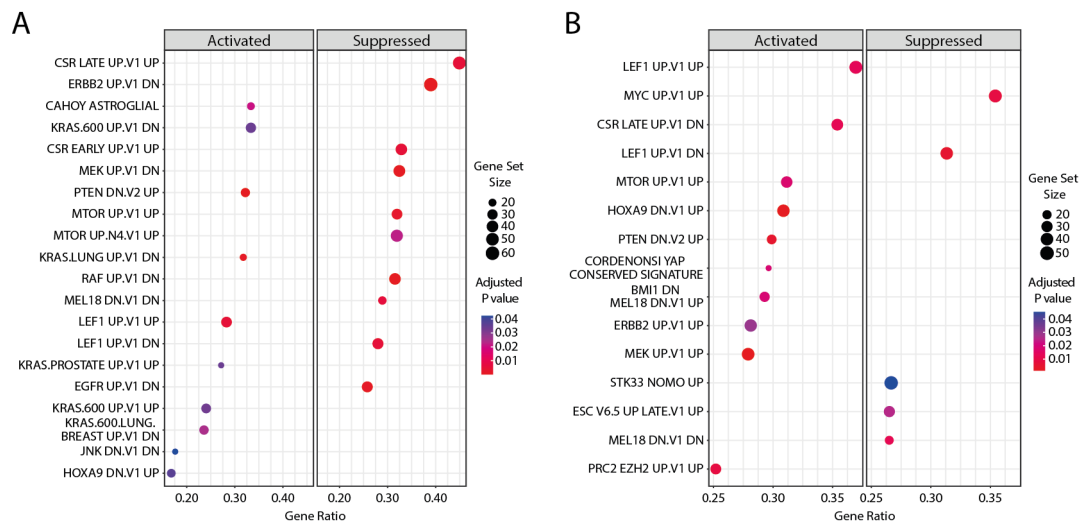 A
Activated
Suppressed
CSR LATE UP.V1 UP
ERBB2 UP.V1 DN
CAHOY ASTROGLIAL
KRAS.600 UP.V1 DN
CSR EARLY UP.V1 UP
MEK UP.V1 DN
PTEN DN.V2 UP
MTOR UP.V1 UP
MTOR UP.N4.V1 UP
KRAS.LUNG UP.V1 DN
RAF UP.V1 DN
MEL18 DN.V1 DN
LEF1 UP.V1 UP
LEF1 UP.V1 DN
KRAS.PROSTATE UP.V1 UP
EGFR UP.V1 DN
KRAS.600 UP.V1 UP
KRAS.600.LUNG.
BREAST UP.V1 DN
JNK DN.V1 DN
HOXA9 DN.V1 UP
0.20
0.30
0.40
0.20
0.30
0.40
Gene Ratio
Gene Set
Size
20
30
40
50
60
Adjusted
P value
0.04
0.03
0.02
0.01
B
Activated
Suppressed
LEF1 UP.V1 UP
MYC UP.V1 UP
CSR LATE UP.V1 DN
LEF1 UP.V1 DN
MTOR UP.V1 UP
HOXA9 DN.V1 UP
PTEN DN.V2 UP
CORDENONSI YAP
CONSERVED SIGNATURE
BMI1 DN
MEL18 DN.V1 UP
ERBB2 UP.V1 UP
MEK UP.V1 UP
STK33 NOMO UP
ESC V6.5 UP LATE.V1 UP
MEL18 DN.V1 DN
PRC2 EZH2 UP.V1 UP
0.25
0.30
0.35
0.25
0.30
0.35
Gene Ratio
Gene Set
Size
20
30
40
50
Adjusted
P value
0.04
0.03
0.02
0.01